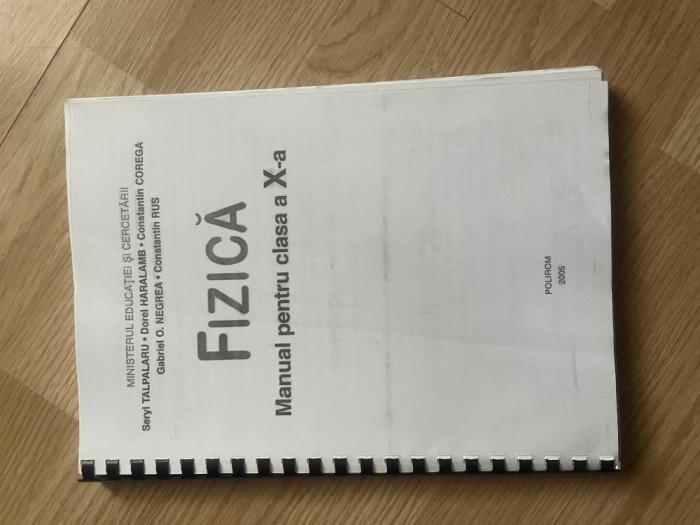 MINISTERUL EDUCAȚIEI ȘI CERCETĂRII
Seryl TALPALARU • Dorel HARALAMB • Constantin COREGA
Gabriel O. NEGREA • Constantin RUS
FIZICĂ
Manual pentru clasa a X-a
POLIROM
2005